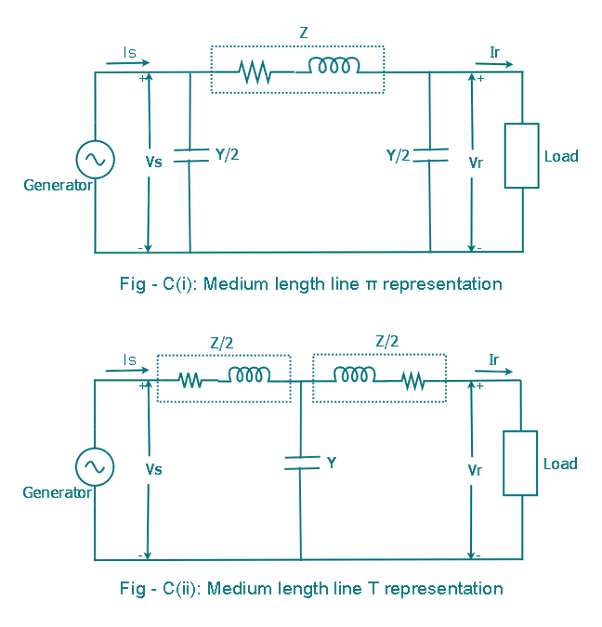 Z
Is
Ir
+
+
Vs
Y/2
Y/2
Vr
Load
Generator
-
-
Fig - C(i): Medium length line π representation
Z/2
Z/2
Is
Ir
+
+
Vs
Y
Vr
Load
Generator
-
-
Fig - C(ii): Medium length line T representation